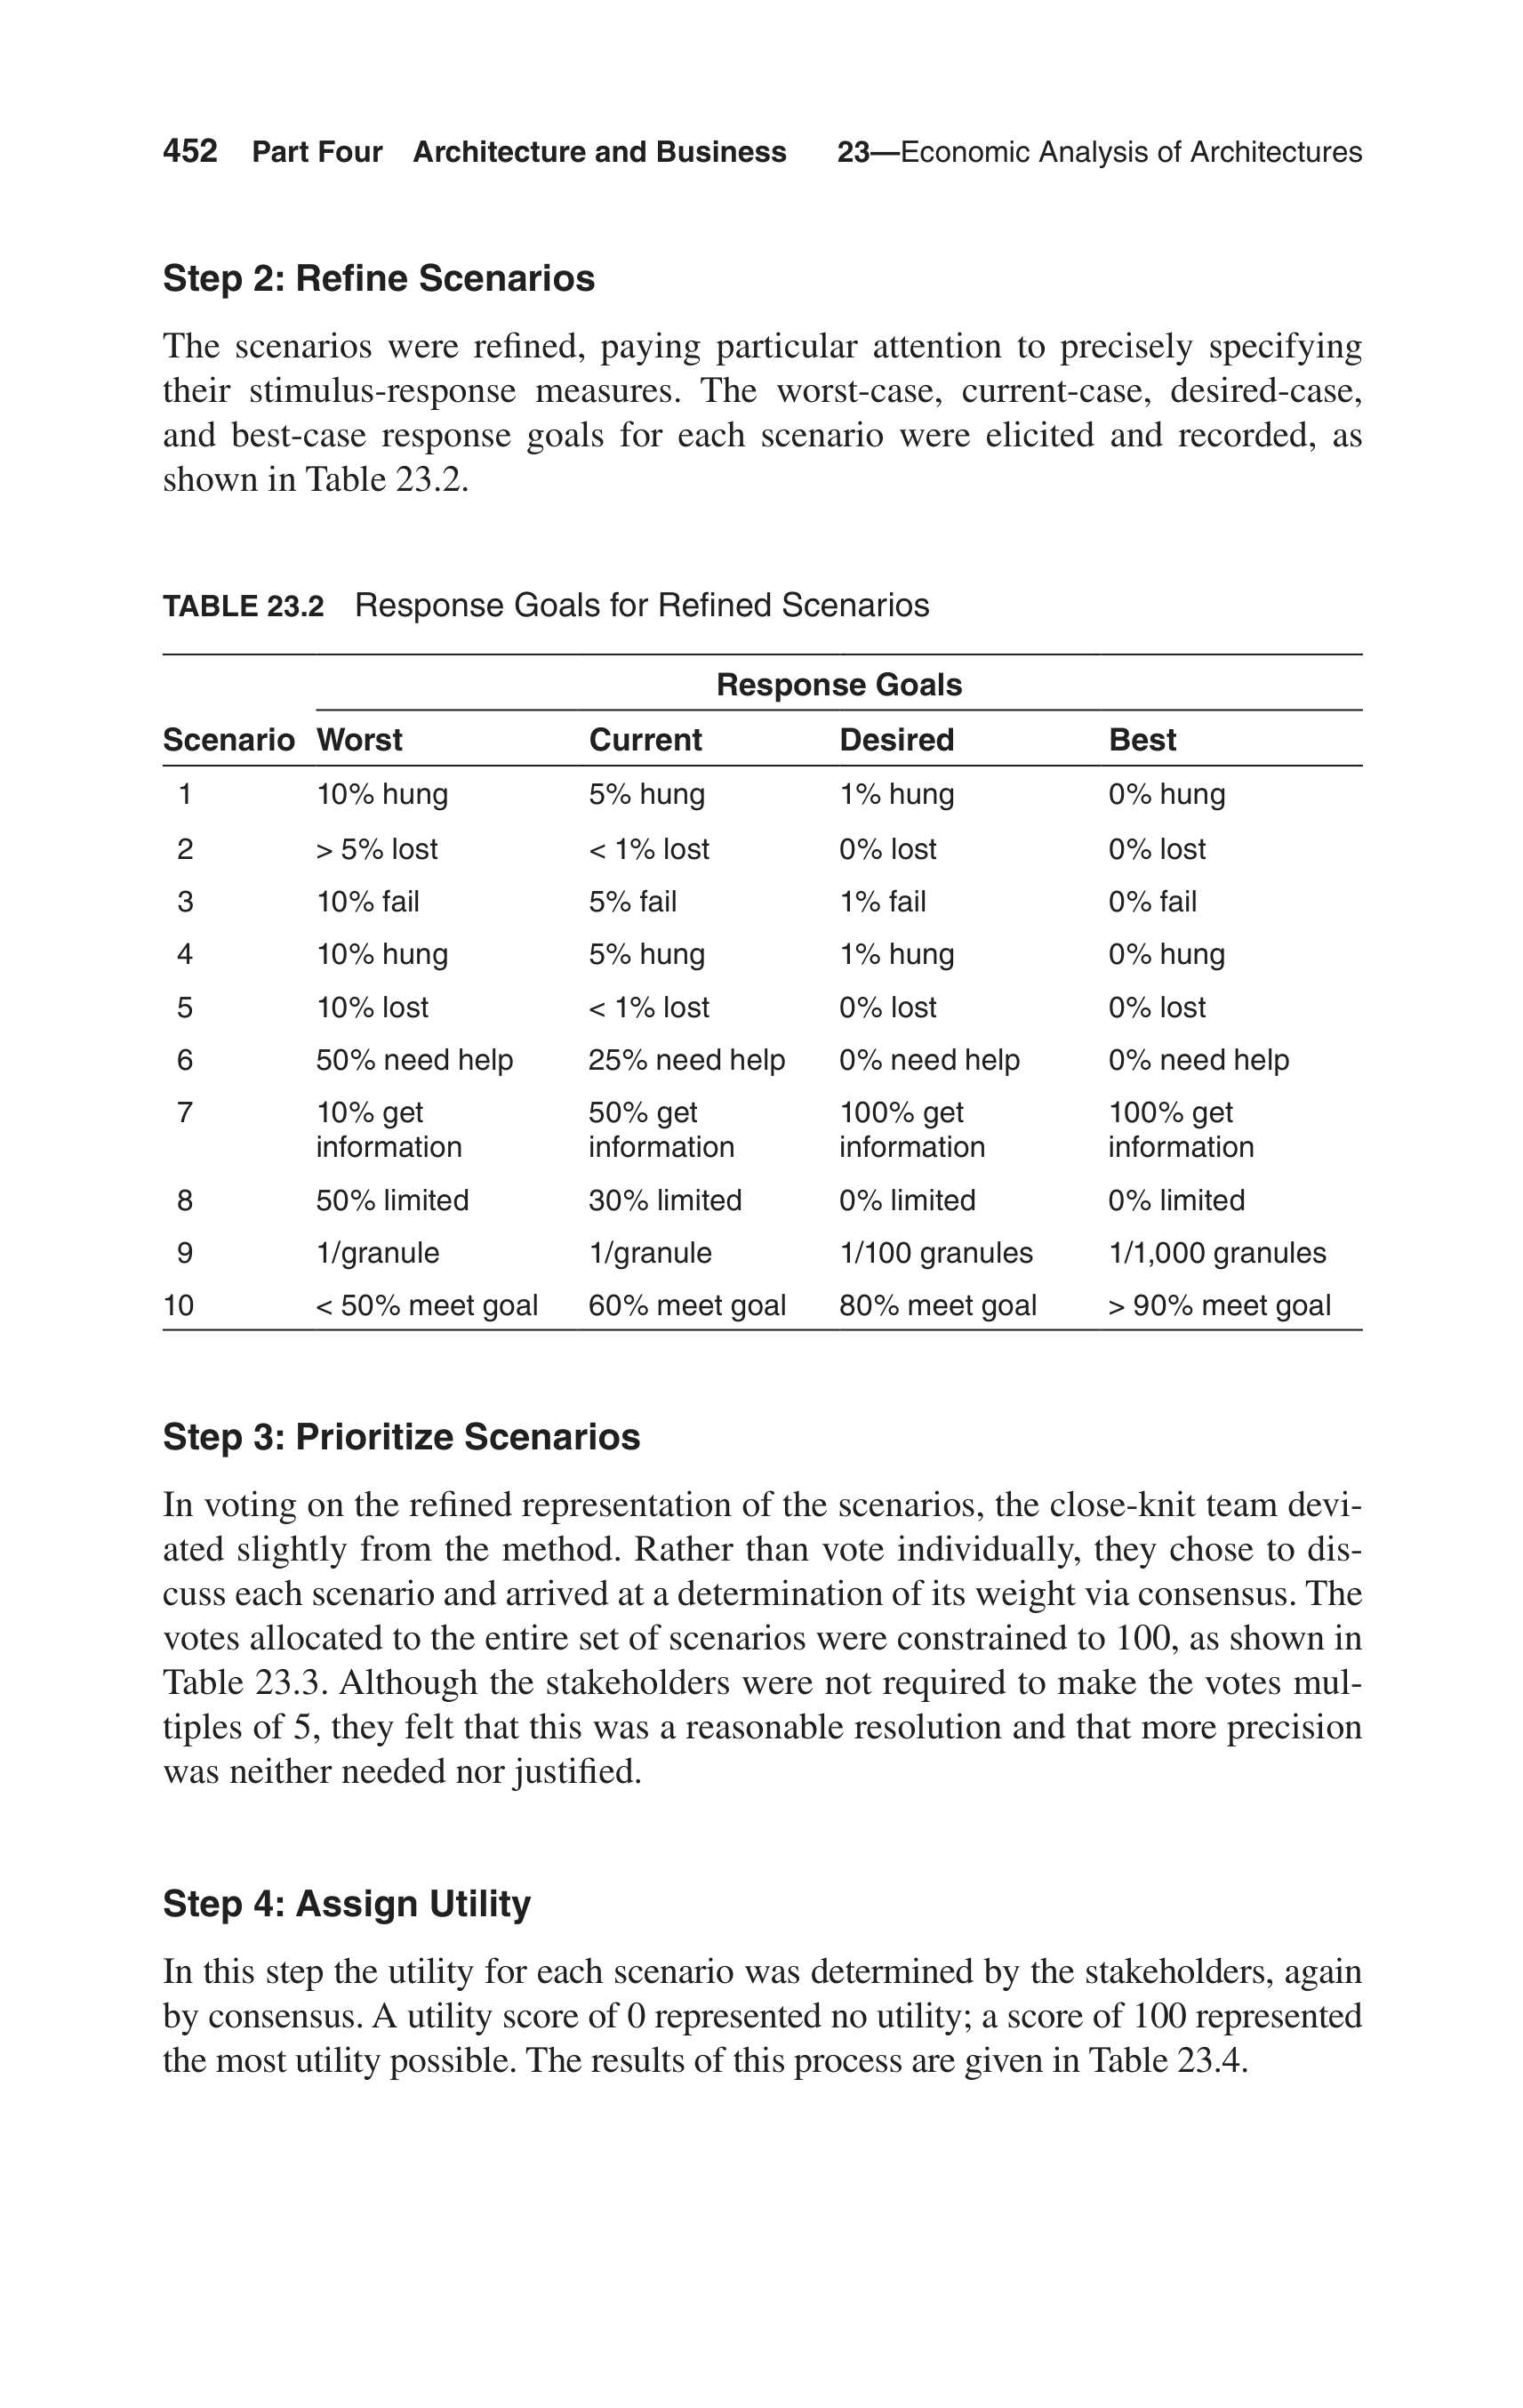 452 Part Four Architecture and Business 23—Economic Analysis of Architectures
Step 2: Refine Scenarios
The scenarios were refined, paying particular attention to precisely specifying
their stimulus-response measures. The worst-case, current-case, desired-case,
and best-case response goals for each scenario were elicited and recorded, as
shown in Table 23.2.
TABLE 23.2 Response Goals for Refined Scenarios
Response Goals
Scenario Worst Current Desired Best
1 10% hung 5% hung 1% hung 0% hung
2 > 5% lost < 1% lost 0% lost 0% lost
3 10% fail 5% fail 1% fail 0% fail
4 10% hung 5% hung 1% hung 0% hung
5 10% lost < 1% lost 0% lost 0% lost
6 50% need help 25% need help 0% need help 0% need help
7 10% get 50% get 100% get 100% get
information information information information
8 50% limited 30% limited 0% limited 0% limited
9 1/granule 1/granule 1/100 granules 1/1,000 granules
10 < 50% meet goal 60% meet goal 80% meet goal > 90% meet goal
Step 3: Prioritize Scenarios
In voting on the refined representation of the scenarios, the close-knit team devi-
ated slightly from the method. Rather than vote individually, they chose to dis-
cuss each scenario and arrived at a determination of its weight via consensus. The
votes allocated to the entire set of scenarios were constrained to 100, as shown in
Table 23.3. Although the stakeholders were not required to make the votes mul-
tiples of 5, they felt that this was a reasonable resolution and that more precision
was neither needed nor justified.
Step 4: Assign Utility
In this step the utility for each scenario was determined by the stakeholders, again
by consensus. A utility score of 0 represented no utility; a score of 100 represented
the most utility possible. The results of this process are given in Table 23.4.